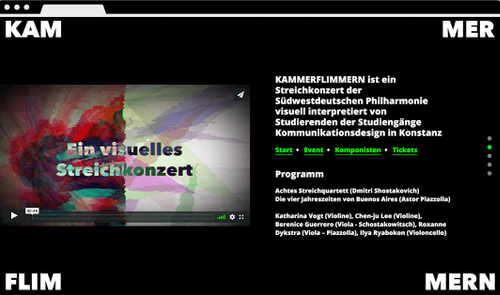 KAM
MER
KAMMERFLIMMERN ist ein
Streichkonzert der
Südwestdeutschen Philharmonie
visuell interpretiert von
Studierenden der Studiengänge
Kommunikationsdesign in Konstanz
Ein visuelles
Streichkonzert
Start • Event • Komponisten • Tickets
Programm
Achtes Streichquartett (Dmitri Shostakovich)
Die vier Jahreszeiten von Buenos Aires (Astor Piazzolla)
Katharina Vogt (Violine), Chen-ju Lee (Violine),
Berenice Guerrero (Viola - Schostakowitsch), Roxanne
Dykstra (Viola – Piazzolla), Ilya Ryabokon (Violoncello)
FLIM
MERN